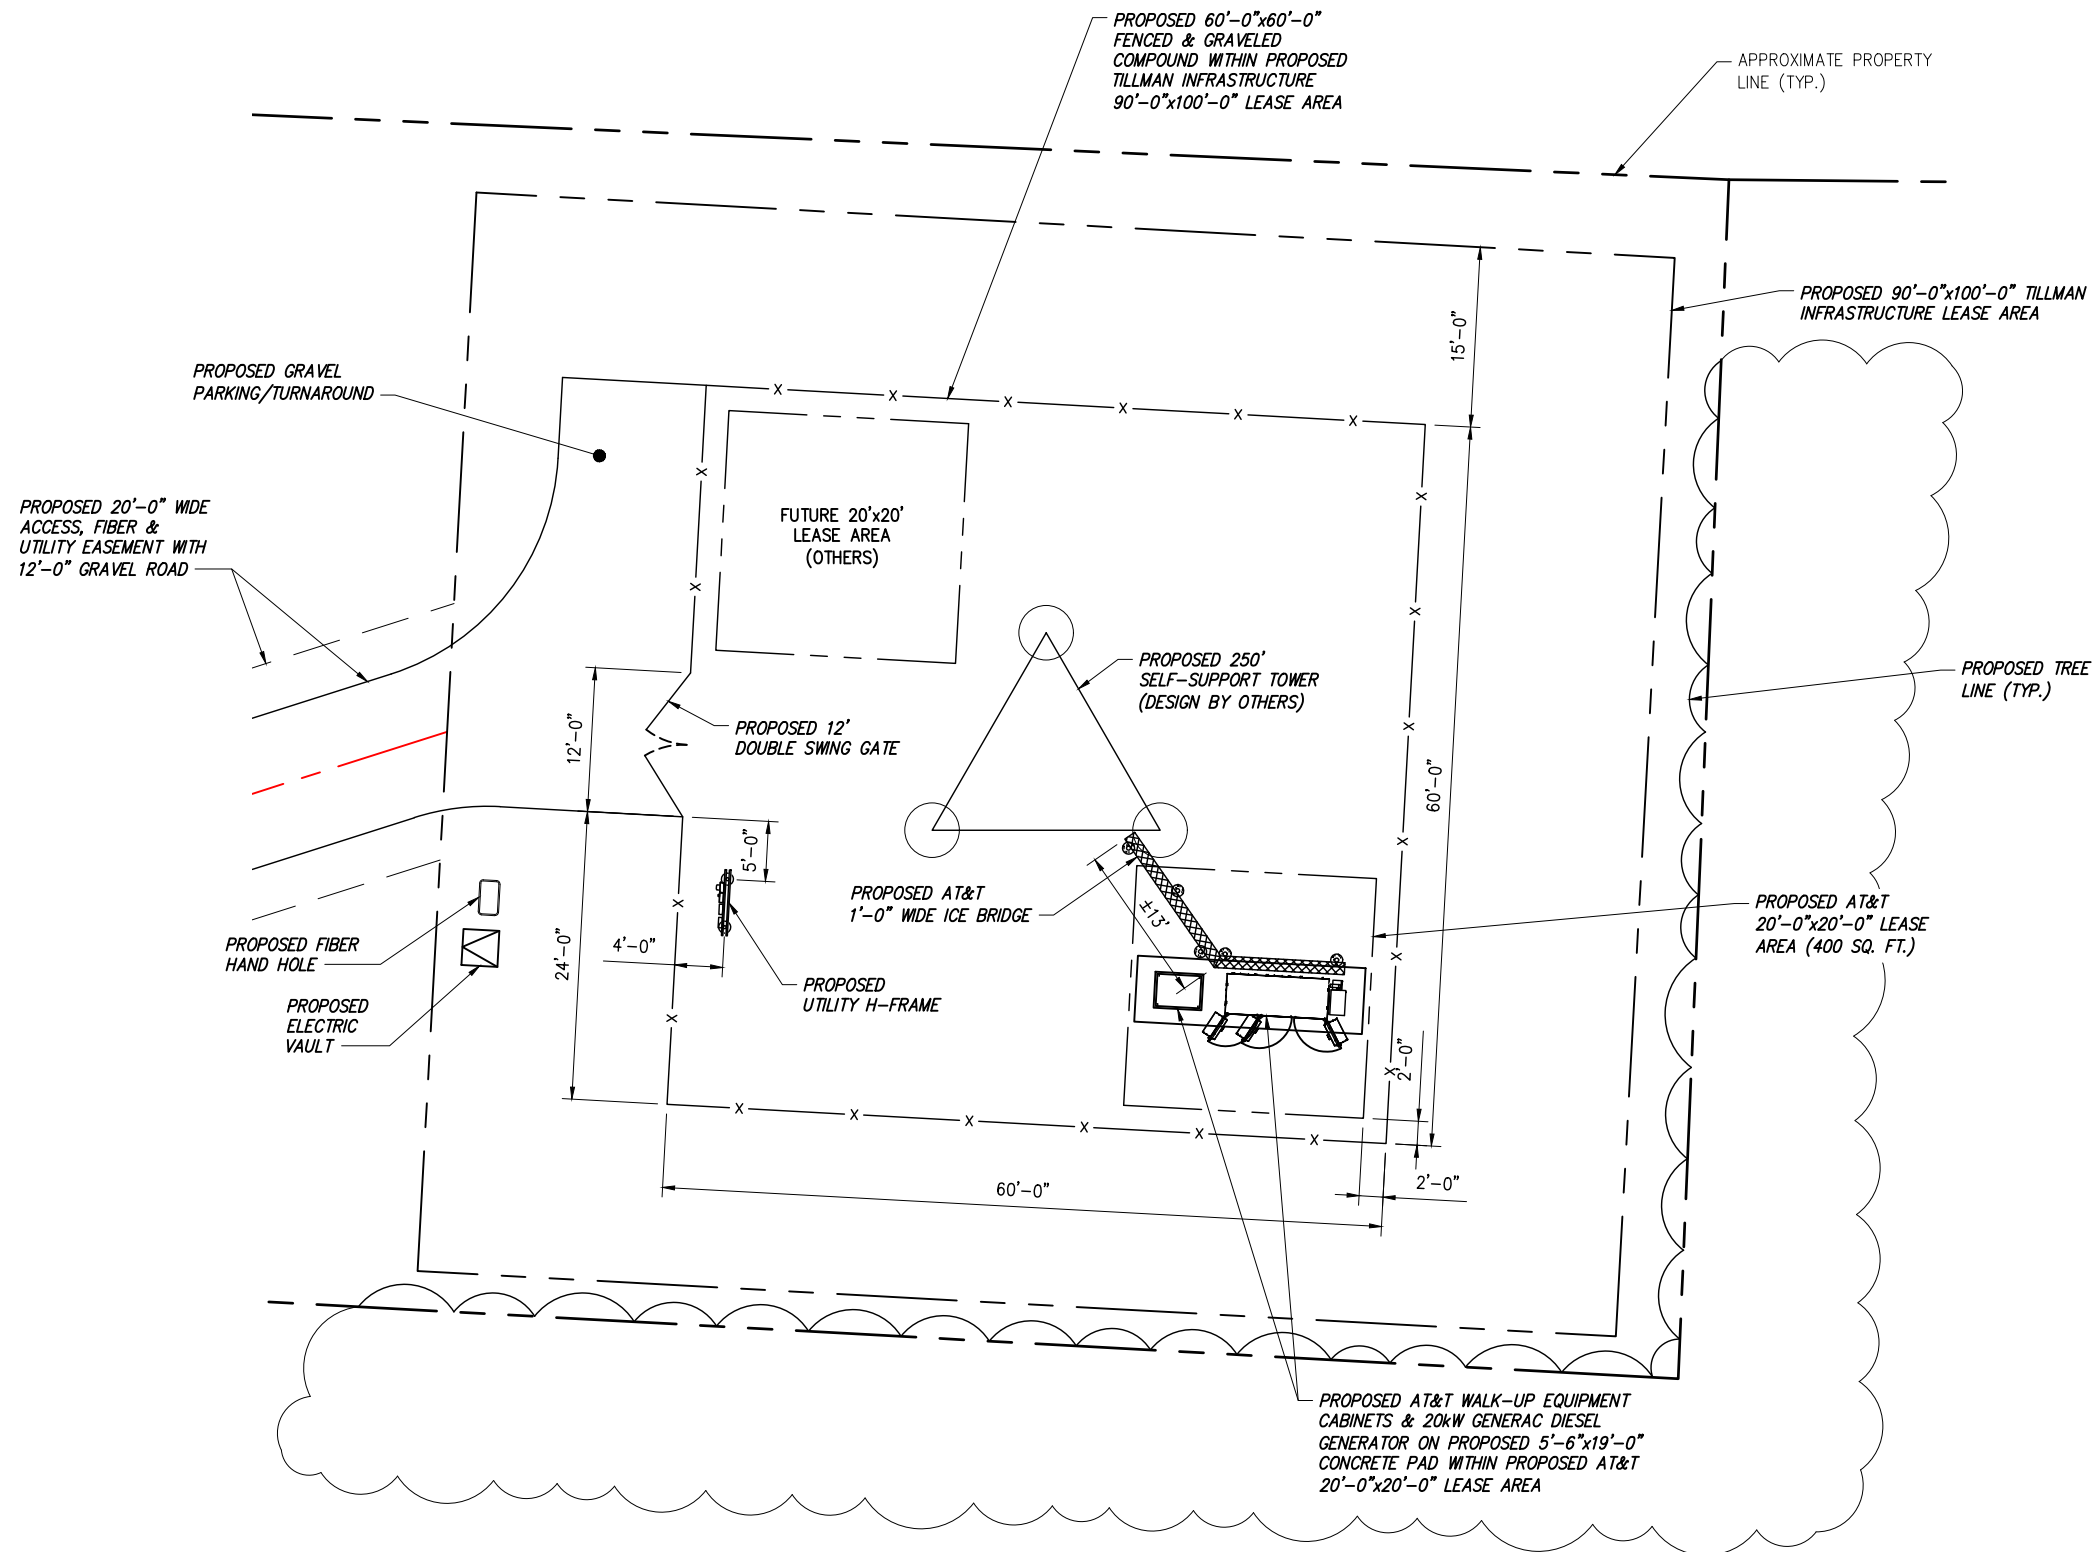 PROPOSED 60'-0"x60'-0"
FENCED & GRAVELED
COMPOUND WITHIN PROPOSED
TILLMAN INFRASTRUCTURE
90'-0"x100'-0" LEASE AREA
APPROXIMATE PROPERTY
LINE (TYP.)
PROPOSED 90'-0"x100'-0" TILLMAN
INFRASTRUCTURE LEASE AREA
15'-0"
PROPOSED GRAVEL
PARKING/TURNAROUND
PROPOSED 20'-0" WIDE
ACCESS, FIBER &
UTILITY EASEMENT WITH
12'-0" GRAVEL ROAD
FUTURE 20'x20'
LEASE AREA
(OTHERS)
PROPOSED 250'
SELF-SUPPORT TOWER
(DESIGN BY OTHERS)
PROPOSED TREE
LINE (TYP.)
12'-0"
PROPOSED 12'
DOUBLE SWING GATE
60'-0"
5'-0"
PROPOSED AT&T
1'-0" WIDE ICE BRIDGE
±13'
PROPOSED AT&T
20'-0"x20'-0" LEASE
AREA (400 SQ. FT.)
PROPOSED FIBER
HAND HOLE
4'-0"
24'-0"
PROPOSED
UTILITY H-FRAME
PROPOSED
ELECTRIC
VAULT
2'-0"
60'-0"
2'-0"
PROPOSED AT&T WALK-UP EQUIPMENT
CABINETS & 20kW GENERAC DIESEL
GENERATOR ON PROPOSED 5'-6"x19'-0"
CONCRETE PAD WITHIN PROPOSED AT&T
20'-0"x20'-0" LEASE AREA